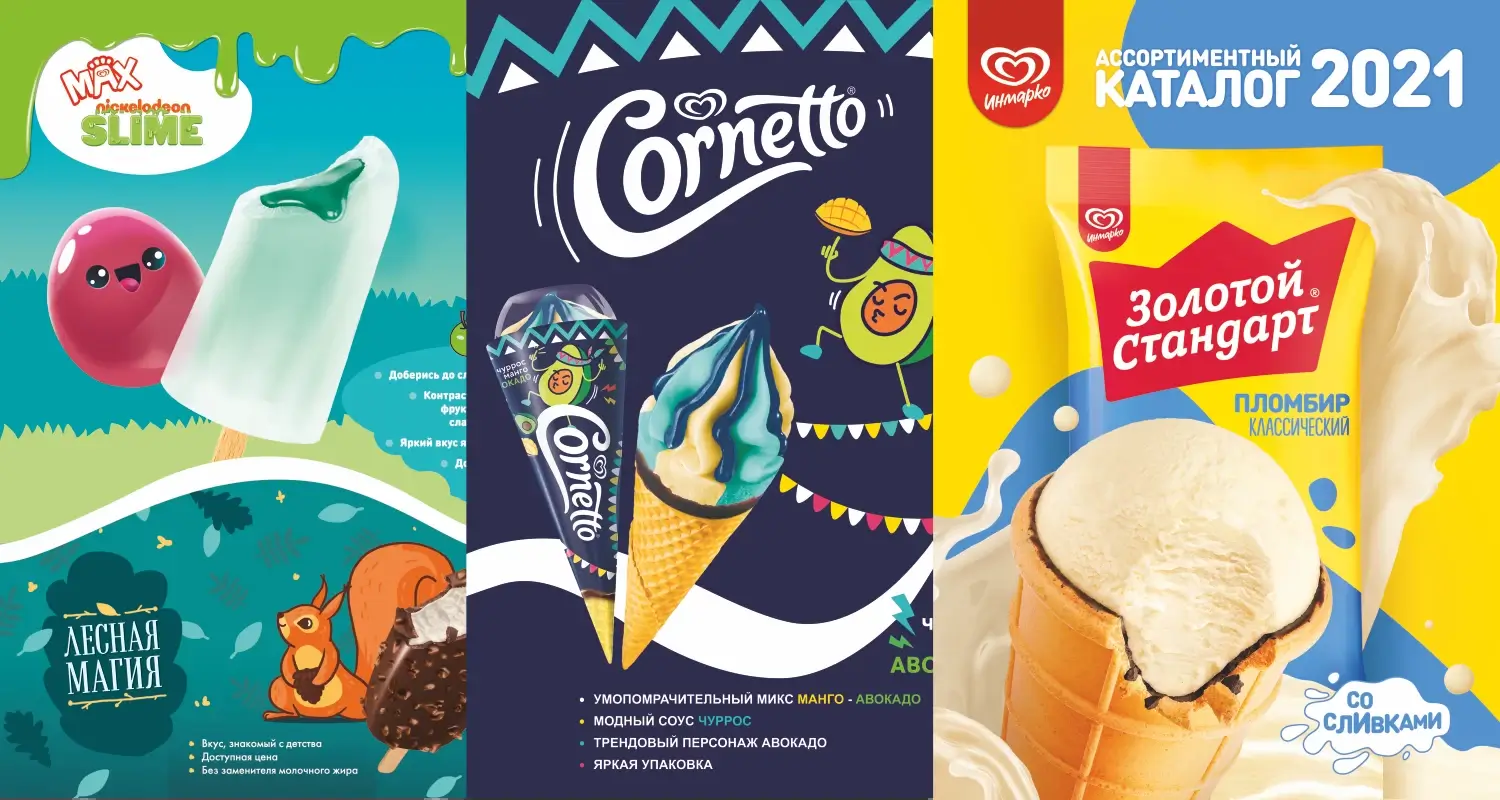 MAX
nickelodeon
SLIME
Доберись до сл
Контрас
фрук
сла
Яркий вкус я
До
ЛЕСНАЯ
МАГИЯ
Вкус, знакомый с детства
Доступная цена
Без заменителя молочного жира
Cornetto®
чуррос
манго
ОКАДО
Cornetto
Ч
АВО
УМОПОМРАЧИТЕЛЬНЫЙ МИКС МАНГО - АВОКАДО
МОДНЫЙ СОУС ЧУРРОС
ТРЕНДОВЫЙ ПЕРСОНАЖ АВОКАДО
ЯРКАЯ УПАКОВКА
Инмарко
АССОРТИМЕНТНЫЙ
КАТАЛОГ 2021
Инмарко
Золотой
Стандарт®
ПЛОМБИР
КЛАССИЧЕСКИЙ
СО
СЛИВКАМИ